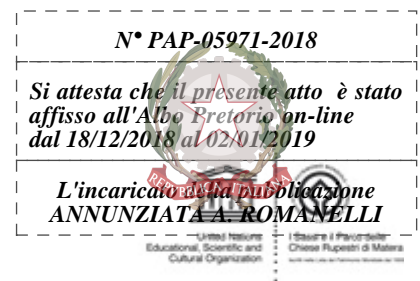 N° PAP-05971-2018
Si attesta che il presente atto è stato
affisso all'Albo Pretorio on-line
dal 18/12/2018 al 02/01/2019
L'incaricato della pubblicazione
ANNUNZIATA A. ROMANELLI
REPVBBLICA ITALIANA
United Nations
Educational, Scientific and
Cultural Organization
I Sassi e il Parco delle
Chiese Rupestri di Matera